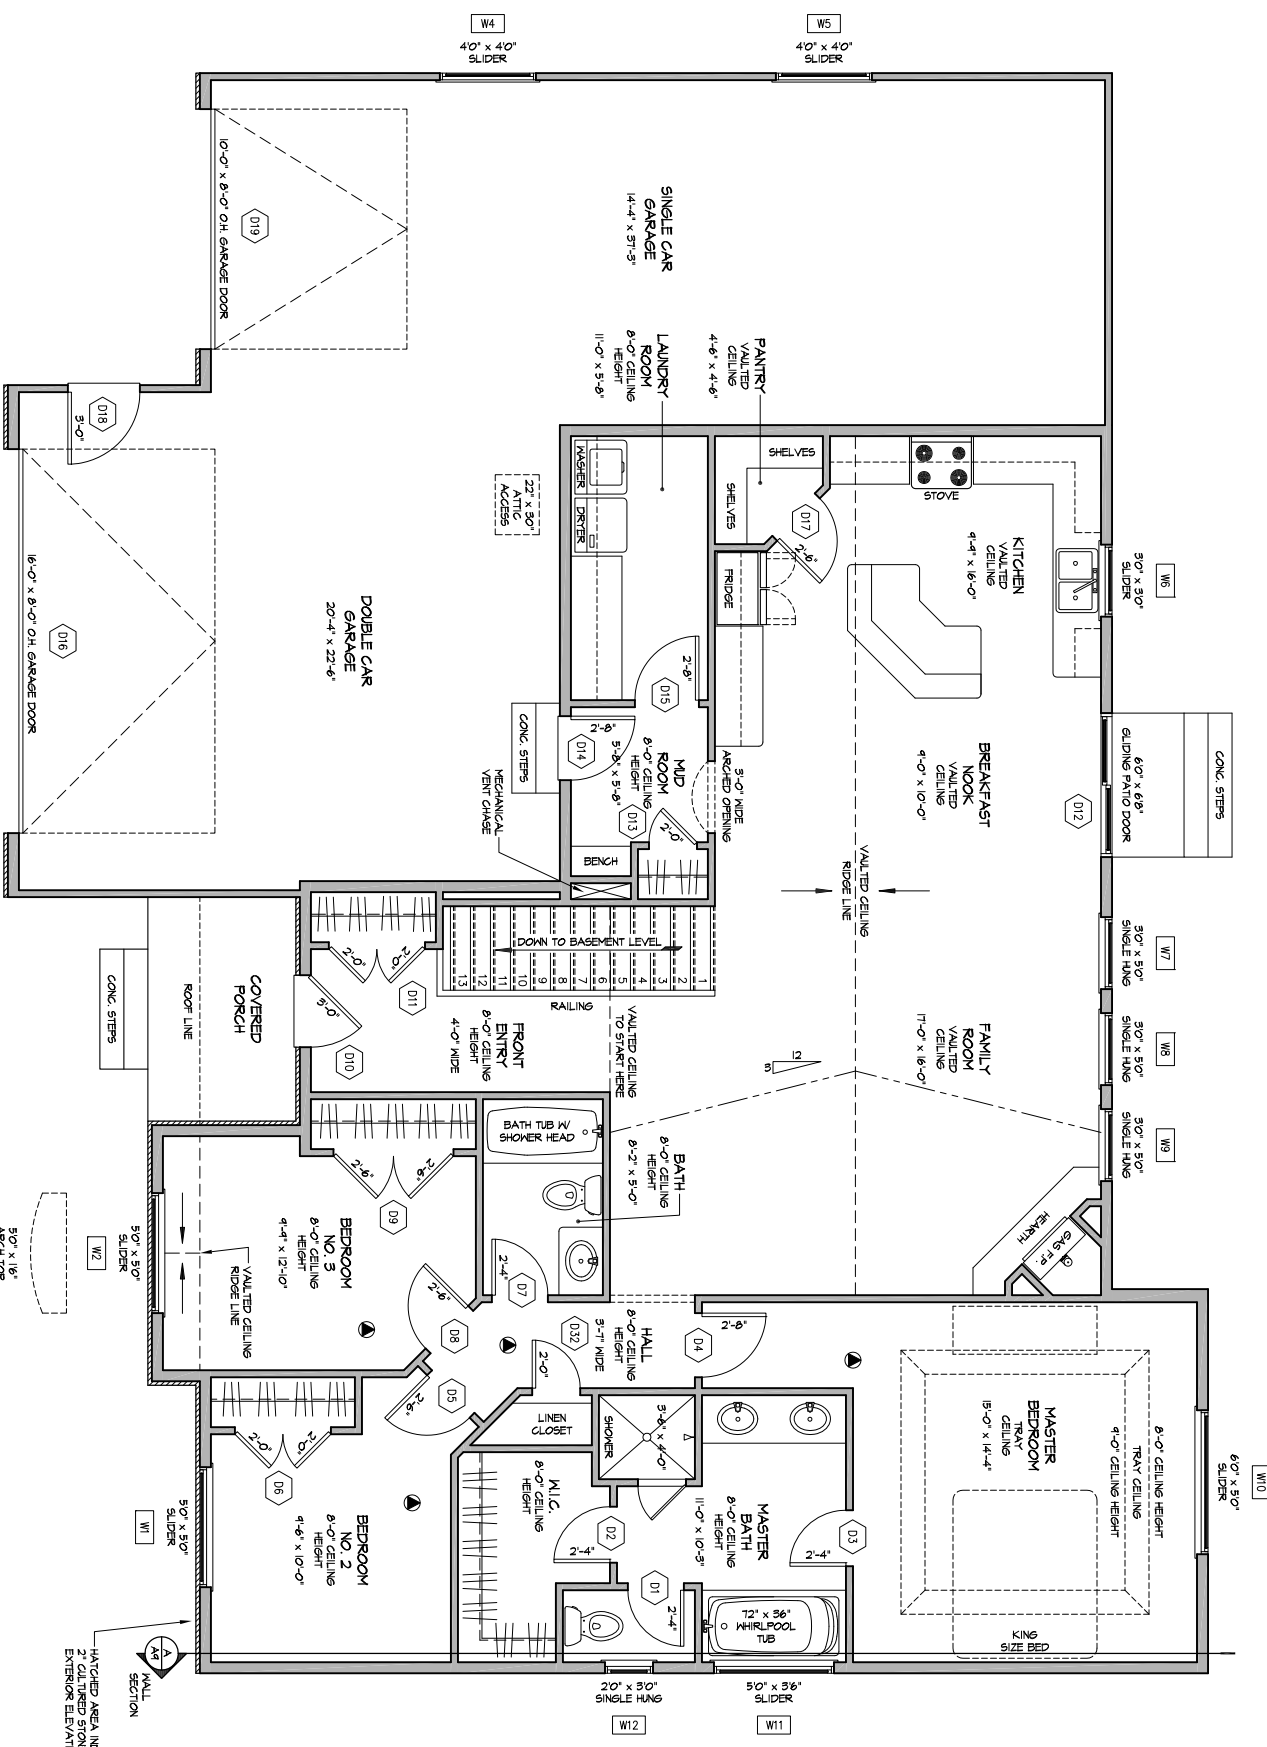 W4
4'0" x 4'0"
SLIDER
W5
4'0" x 4'0"
SLIDER
10'-0" x 8'-0" O.H. GARAGE DOOR
D19
SINGLE CAR
GARAGE
14'-4" x 37'-3"
PANTRY
VAULTED
CEILING
4'-6" x 4'-6"
LAUNDRY
ROOM
8'-0" CEILING
HEIGHT
11'-0" x 5'-8"
D18
3'-0"
16'-0" x 8'-0" O.H. GARAGE DOOR
D16
DOUBLE CAR
GARAGE
20'-4" x 22'-6"
22" x 30"
ATTIC
ACCESS
WASHER
DRYER
SHELVES
SHELVES
D17
2'-6"
FRIDGE
STOVE
KITCHEN
VAULTED
CEILING
9'-9" x 16'-0"
W6
3'0" x 3'0"
SLIDER
2'-8"
D15
D14
2'-8"
CONC. STEPS
MUD
ROOM
8'-0" CEILING
HEIGHT
5'-8" x 5'-8"
D13
2'-0"
BENCH
3'-0" WIDE
ARCHED OPENING
MECHANICAL
VENT CHASE
BREAKFAST
NOOK
VAULTED
CEILING
9'-0" x 10'-0"
D12
6'0" x 6'8"
GLIDING PATIO DOOR
CONC. STEPS
VAULTED CEILING
RIDGE LINE
W7
3'0" x 5'0"
SINGLE HUNG
W8
3'0" x 5'0"
SINGLE HUNG
W9
3'0" x 5'0"
SINGLE HUNG
FAMILY
ROOM
VAULTED
CEILING
17'-0" x 16'-0"
12
DOWN TO BASEMENT LEVEL
1
2
3
4
5
6
7
8
9
10
11
12
13
RAILING
VAULTED CEILING
TO START HERE
2'-0"
2'-0"
D11
3'-0"
D10
FRONT
ENTRY
8'-0" CEILING
HEIGHT
4'-0" WIDE
COVERED
PORCH
ROOF LINE
CONC. STEPS
BATH TUB W/
SHOWER HEAD
BATH
8'-0" CEILING
HEIGHT
8'-2" x 5'-0"
HEARTH
GAS F.P.
2'-6"
2'-6"
D9
BEDROOM
NO. 3
8'-0" CEILING
HEIGHT
9'-9" x 12'-10"
VAULTED CEILING
RIDGE LINE
5'0" x 5'0"
SLIDER
W2
5'0" x 1'6"
2'-4"
D7
2'-6"
D8
D32
HALL
8'-0" CEILING
HEIGHT
3'-7" WIDE
2'-0"
D4
2'-8"
D5
2'-6"
LINEN
CLOSET
SHOWER
3'-6" x 4'-0"
2'-0"
2'-0"
D6
BEDROOM
NO. 2
8'-0" CEILING
HEIGHT
9'-6" x 10'-0"
5'0" x 5'0"
SLIDER
W1
W.I.C.
8'-0" CEILING
HEIGHT
D2
2'-4"
MASTER
BATH
8'-0" CEILING
HEIGHT
11'-0" x 10'-3"
D3
2'-4"
D1
2'-4"
72" x 36"
WHIRLPOOL
TUB
MASTER
BEDROOM
TRAY
CEILING
15'-0" x 14'-4"
8'-0" CEILING HEIGHT
TRAY CEILING
9'-0" CEILING HEIGHT
KING
SIZE BED
W10
6'0" x 5'0"
SLIDER
2'0" x 3'0"
SINGLE HUNG
W12
5'0" x 3'6"
SLIDER
W11
A
A9
WALL
SECTION
HATCHED AREA
2" CULTURED
EXTERIOR